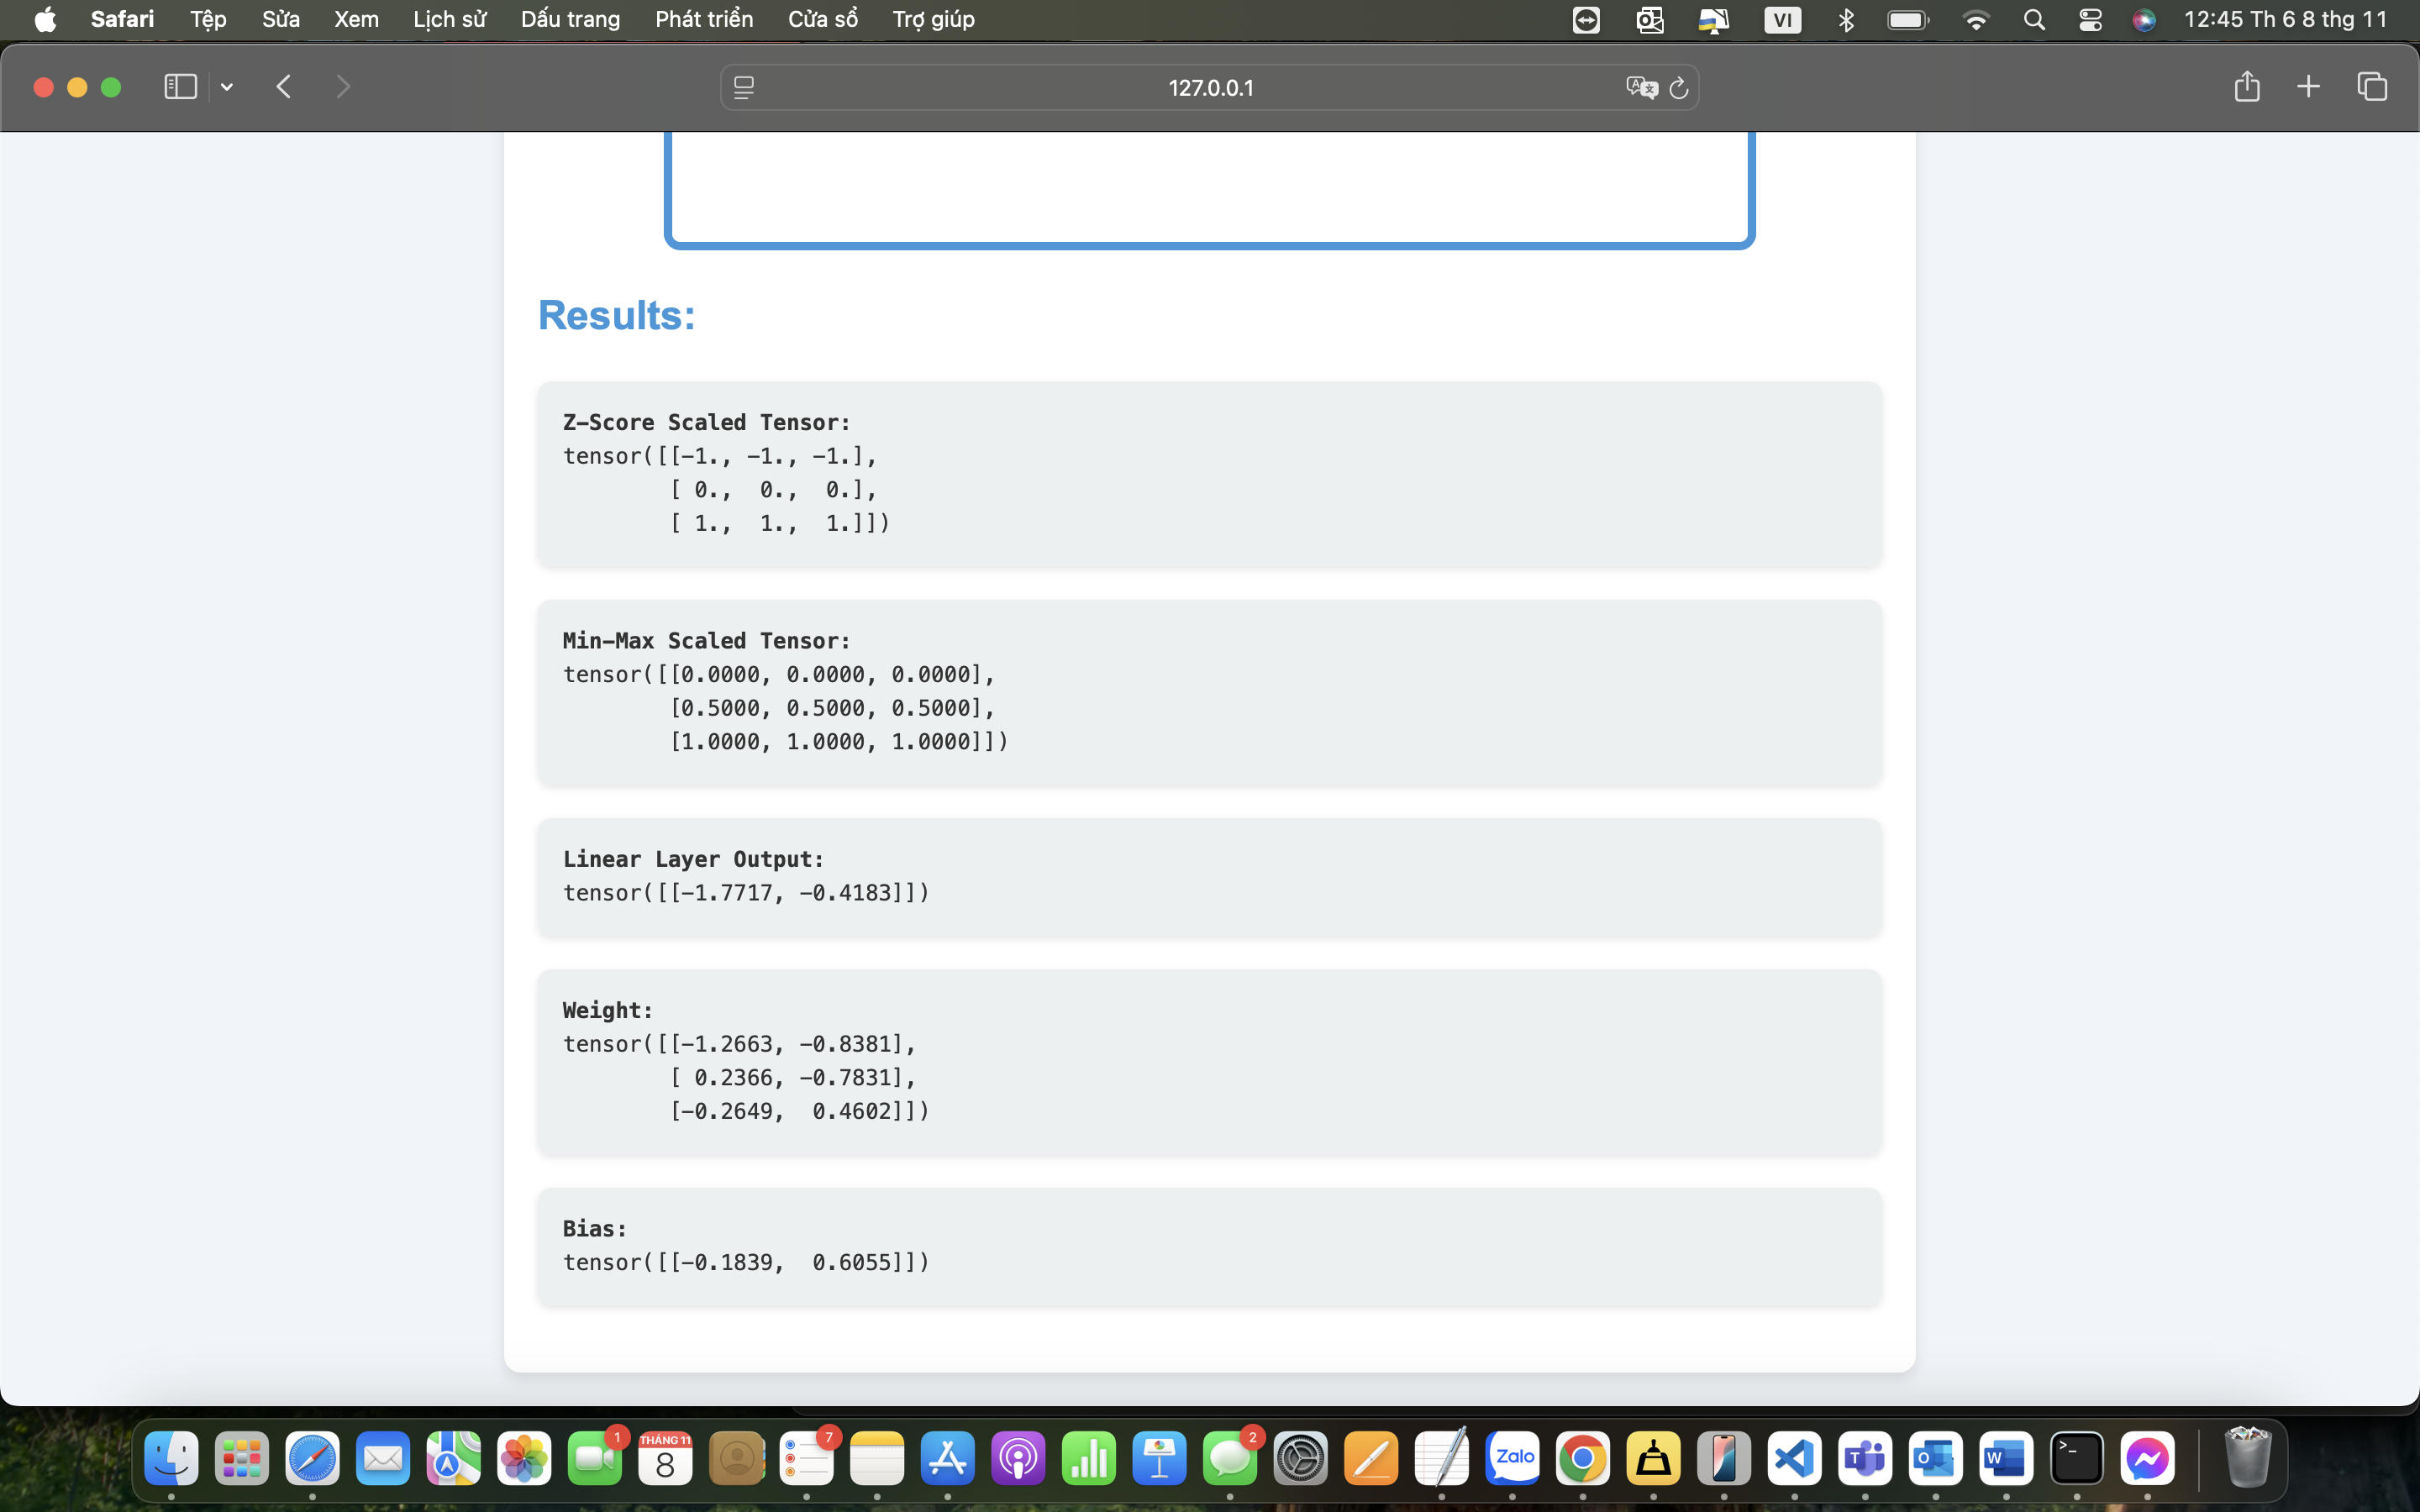 Safari Tệp Sửa Xem Lịch sử Dấu trang Phát triển Cửa sổ Trợ giúp VI 12:45 Th 6 8 thg 11
127.0.0.1
Results:
Z-Score Scaled Tensor:
tensor([[-1., -1., -1.],
[ 0., 0., 0.],
[ 1., 1., 1.]])
Min-Max Scaled Tensor:
tensor([[0.0000, 0.0000, 0.0000],
[0.5000, 0.5000, 0.5000],
[1.0000, 1.0000, 1.0000]])
Linear Layer Output:
tensor([[-1.7717, -0.4183]])
Weight:
tensor([[-1.2663, -0.8381],
[ 0.2366, -0.7831],
[-0.2649, 0.4602]])
Bias:
tensor([[-0.1839, 0.6055]])
1
THÁNG 11
8
7
2
Zalo
T
O
W
>_